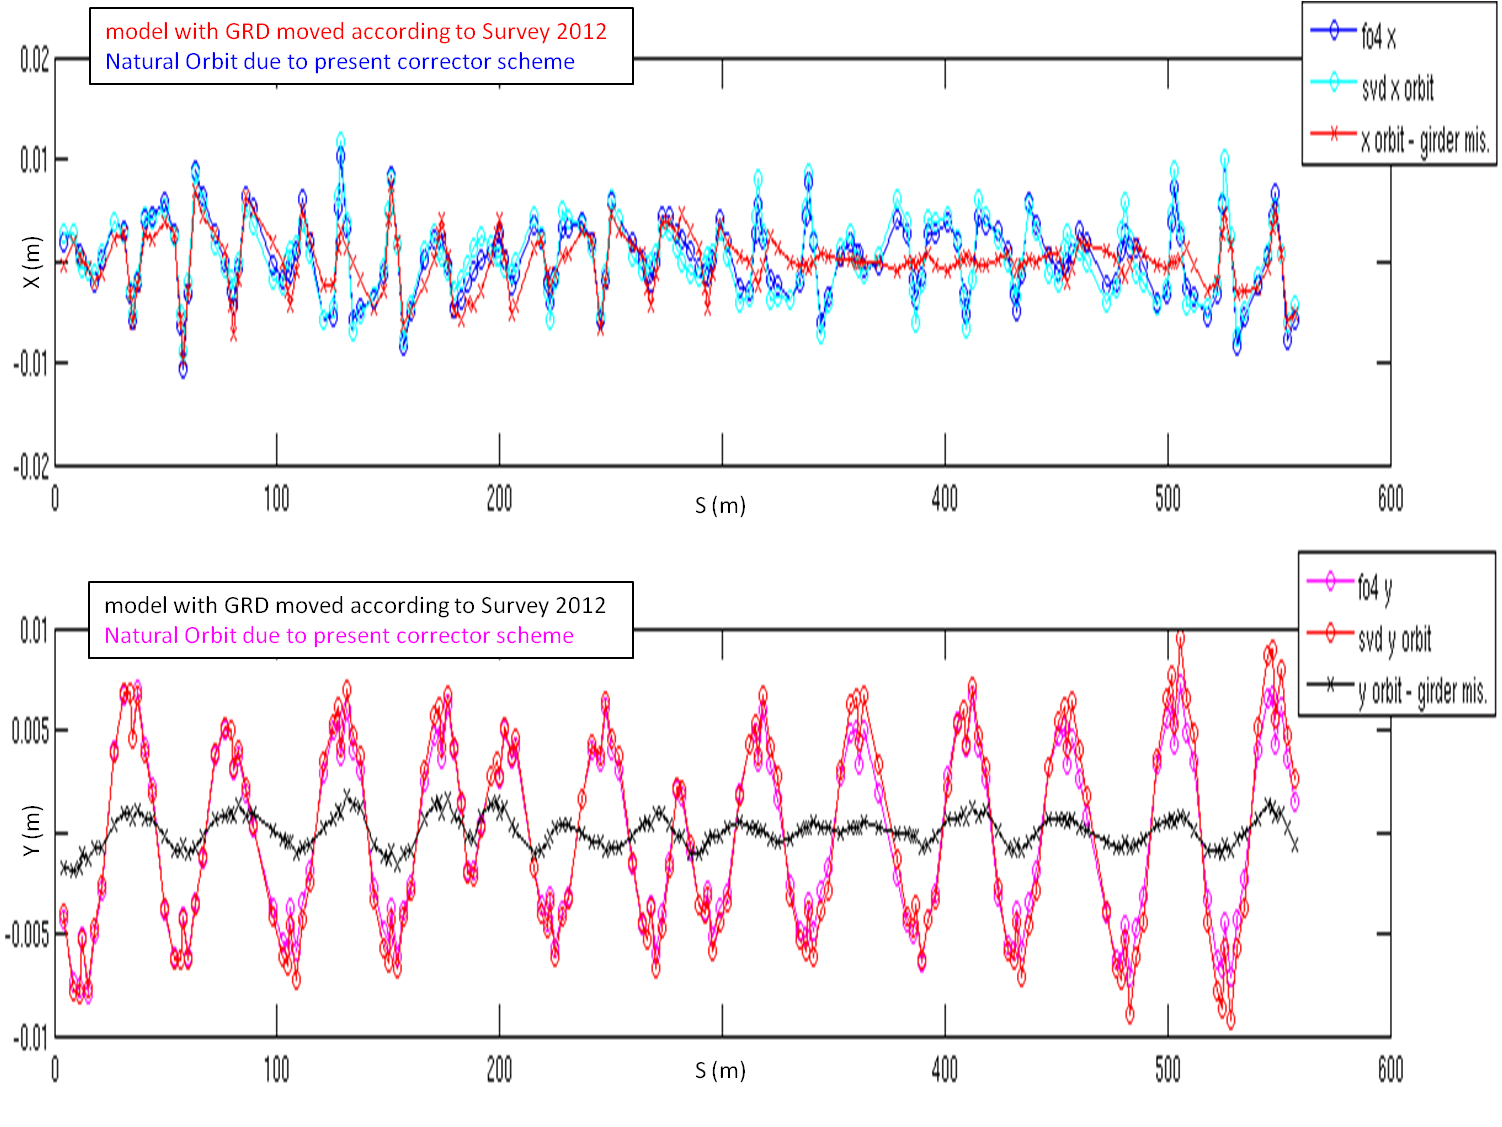 model with GRD moved according to Survey 2012
Natural Orbit due to present corrector scheme
fo4 x
svd x orbit
x orbit - girder mis.
0.02
0.01
-0.01
-0.02
X (m)
0
100
200
S (m)
400
500
600
model with GRD moved according to Survey 2012
Natural Orbit due to present corrector scheme
fo4 y
svd y orbit
y orbit - girder mis.
0.01
0.005
-0.005
-0.01
Y (m)
0
100
200
S (m)
400
500
600